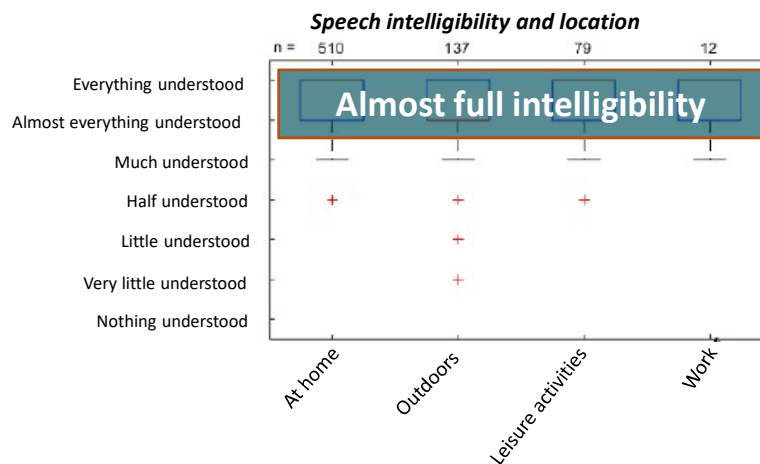 Speech intelligibility and location
n = 510 137 79 12
Everything understood
Almost full intelligibility
Almost everything understood
Much understood
Half understood
Little understood
Very little understood
Nothing understood
At home
Outdoors
Leisure activities
Work